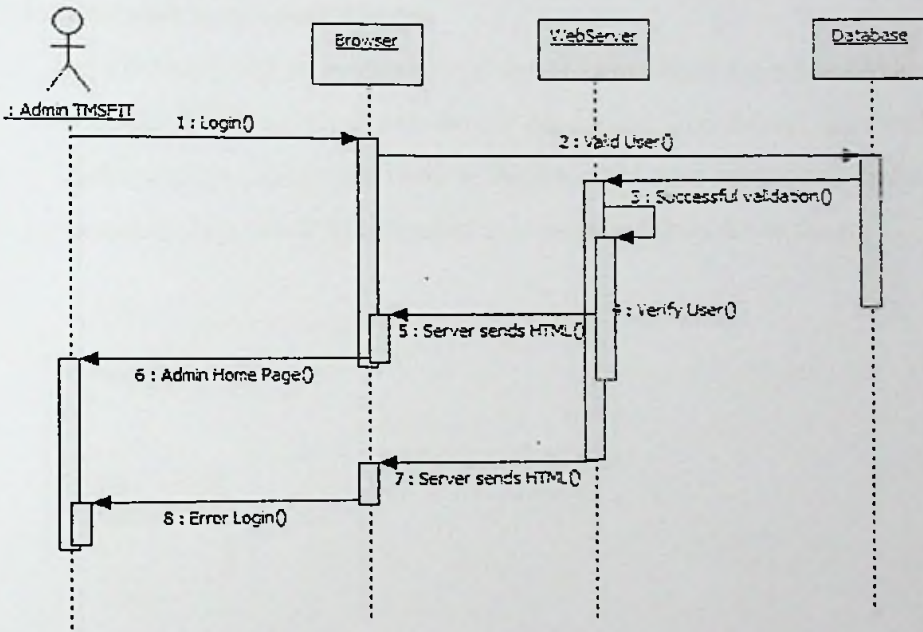 Browser
WebServer
Database
: Admin TMSFIT
1 : Login()
2 : Valid User()
3 : Successful validation()
: Verify User()
5 : Server sends HTML()
6 : Admin Home Page()
7 : Server sends HTML()
8 : Error Login()